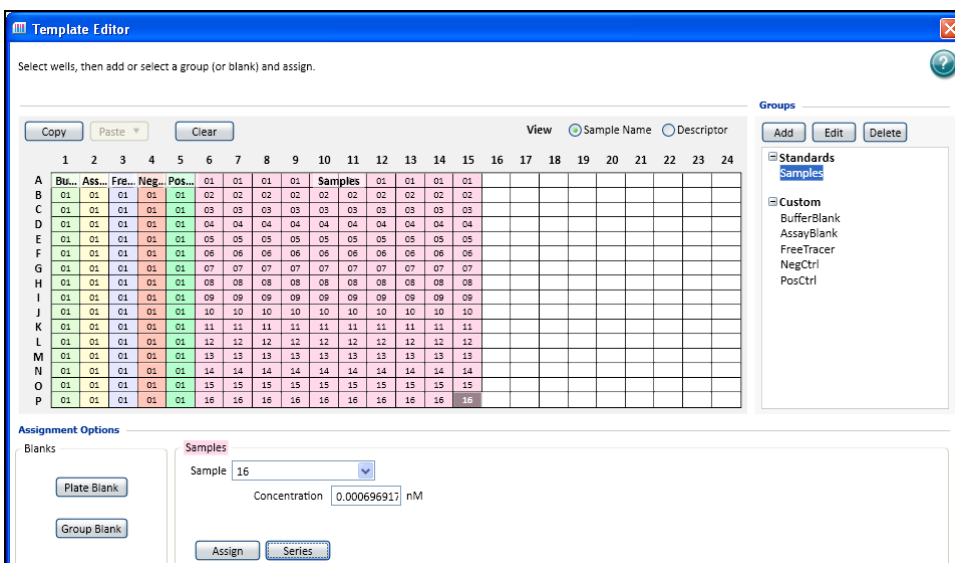 Template Editor
Select wells, then add or select a group (or blank) and assign.
Groups
Copy Paste Clear View Sample Name Descriptor Add Edit Delete
1 2 3 4 5 6 7 8 9 10 11 12 13 14 15 16 17 18 19 20 21 22 23 24
Standards
Samples
Custom
BufferBlank
AssayBlank
FreeTracer
NegCtrl
PosCtrl
A Bu... Ass... Fre... Neg... Pos... 01 01 01 01 Samples 01 01 01 01
B 01 01 01 01 01 02 02 02 02 02 02 02 02 02 02
C 01 01 01 01 01 03 03 03 03 03 03 03 03 03 03
D 01 01 01 01 01 04 04 04 04 04 04 04 04 04 04
E 01 01 01 01 01 05 05 05 05 05 05 05 05 05 05
F 01 01 01 01 01 06 06 06 06 06 06 06 06 06 06
G 01 01 01 01 01 07 07 07 07 07 07 07 07 07 07
H 01 01 01 01 01 08 08 08 08 08 08 08 08 08 08
I 01 01 01 01 01 09 09 09 09 09 09 09 09 09 09
J 01 01 01 01 01 10 10 10 10 10 10 10 10 10 10
K 01 01 01 01 01 11 11 11 11 11 11 11 11 11 11
L 01 01 01 01 01 12 12 12 12 12 12 12 12 12 12
M 01 01 01 01 01 13 13 13 13 13 13 13 13 13 13
N 01 01 01 01 01 14 14 14 14 14 14 14 14 14 14
O 01 01 01 01 01 15 15 15 15 15 15 15 15 15 15
P 01 01 01 01 01 16 16 16 16 16 16 16 16 16 16
Assignment Options
Blanks
Plate Blank
Group Blank
Samples
Sample 16
Concentration 0.000696917 nM
Assign Series